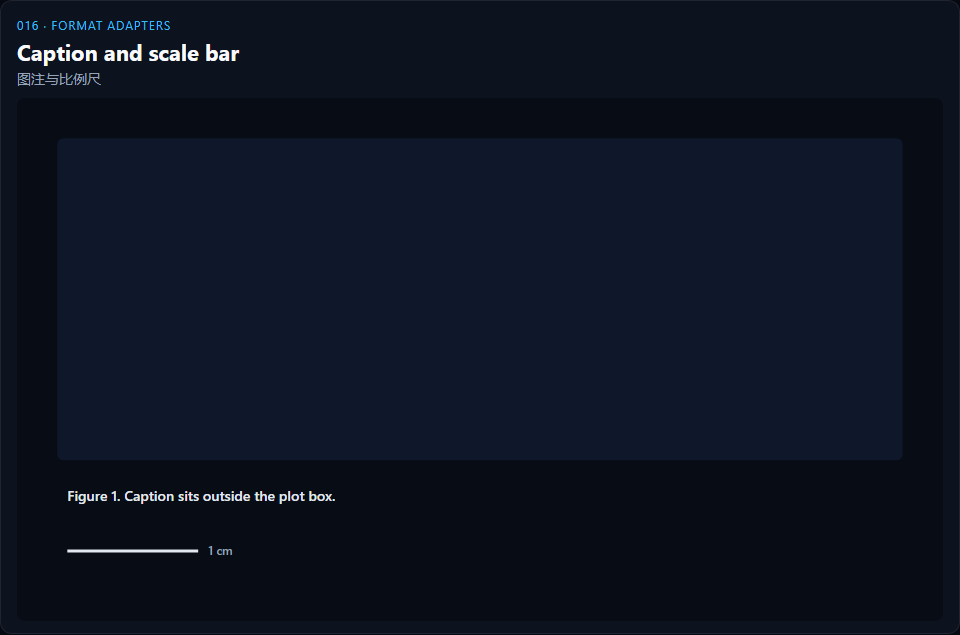 016 · FORMAT ADAPTERS
Caption and scale bar
图注与比例尺
Figure 1. Caption sits outside the plot box.
1 cm